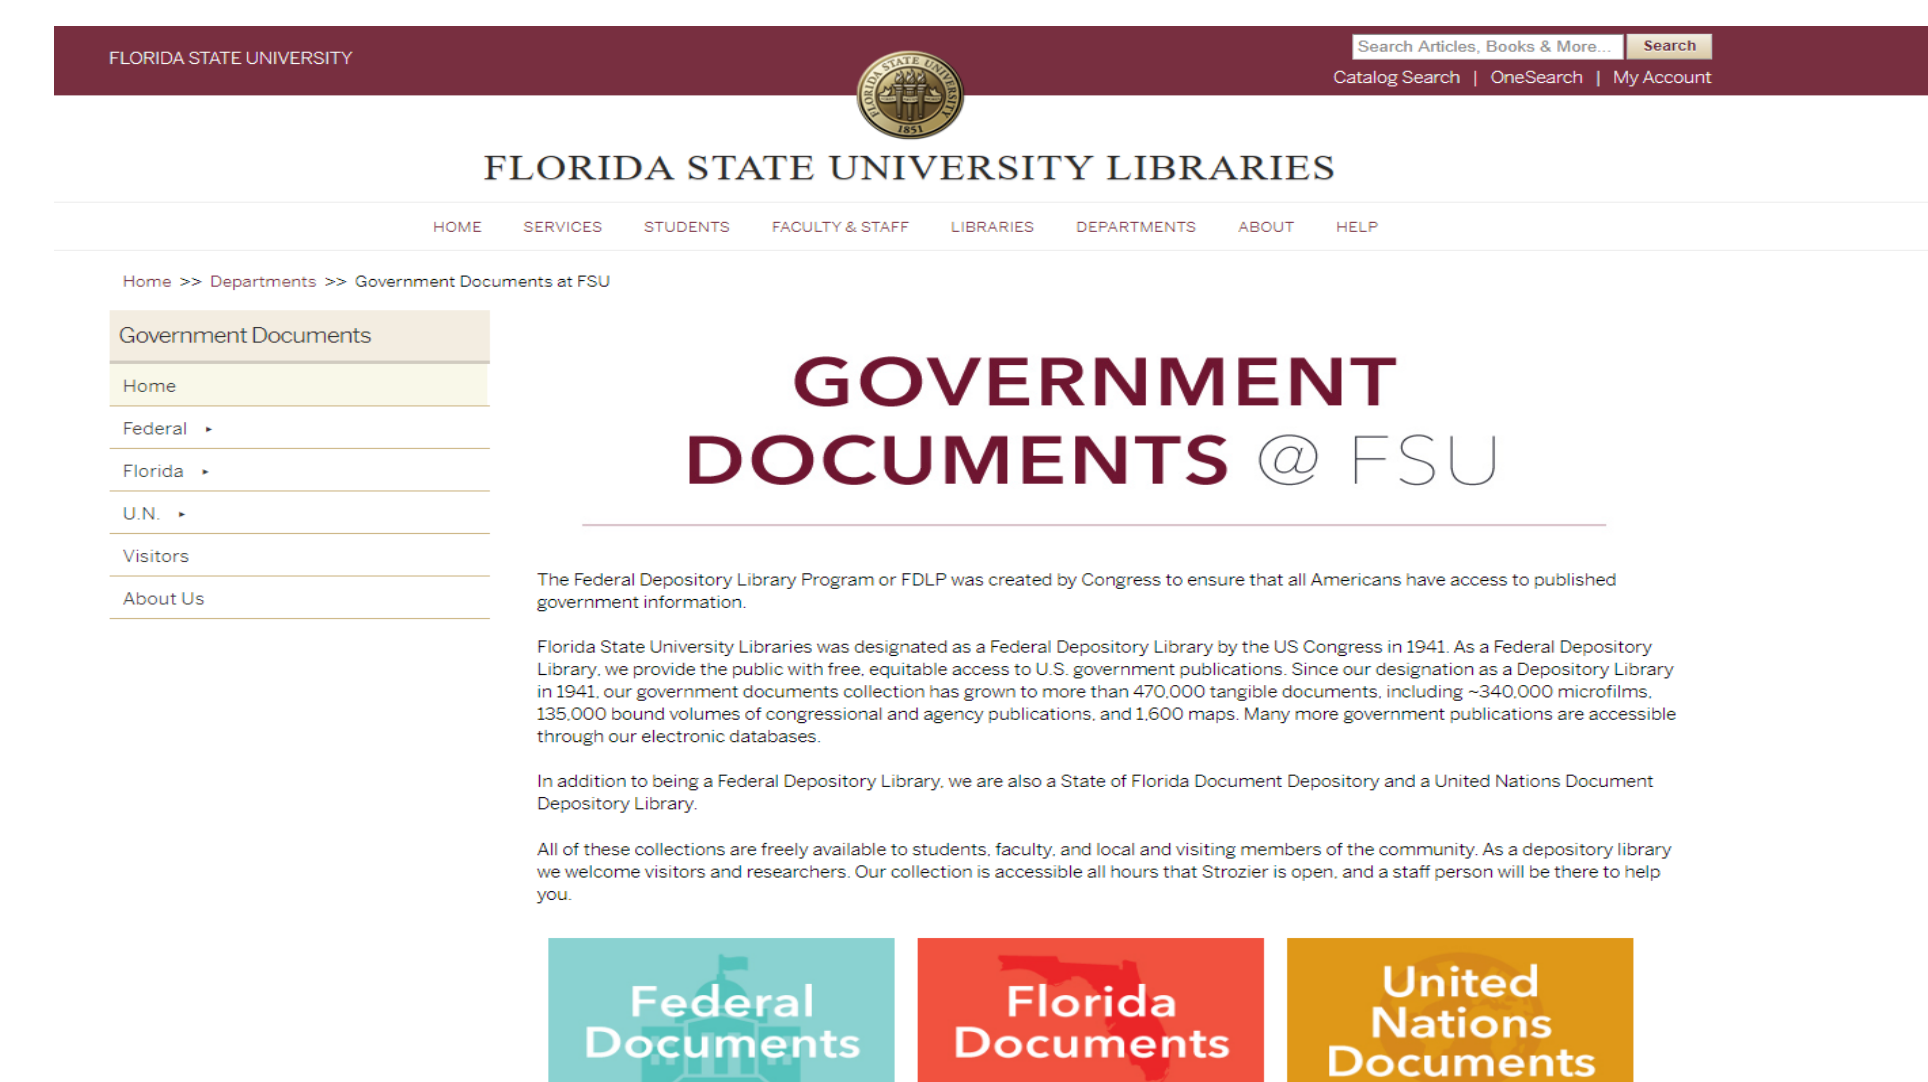 FLORIDA STATE UNIVERSITY
Search Articles, Books & More...
Search
Catalog Search | OneSearch | My Account
FLORIDA STATE UNIVERSITY
1851
FLORIDA STATE UNIVERSITY LIBRARIES
HOME SERVICES STUDENTS FACULTY & STAFF LIBRARIES DEPARTMENTS ABOUT HELP
Home >> Departments >> Government Documents at FSU
Government Documents
Home
Federal ▸
Florida ▸
U.N. ▸
Visitors
About Us
GOVERNMENT
DOCUMENTS @ FSU
The Federal Depository Library Program or FDLP was created by Congress to ensure that all Americans have access to published
government information.
Florida State University Libraries was designated as a Federal Depository Library by the US Congress in 1941. As a Federal Depository
Library, we provide the public with free, equitable access to U.S. government publications. Since our designation as a Depository Library
in 1941, our government documents collection has grown to more than 470,000 tangible documents, including ~340,000 microfilms,
135,000 bound volumes of congressional and agency publications, and 1,600 maps. Many more government publications are accessible
through our electronic databases.
In addition to being a Federal Depository Library, we are also a State of Florida Document Depository and a United Nations Document
Depository Library.
All of these collections are freely available to students, faculty, and local and visiting members of the community. As a depository library
we welcome visitors and researchers. Our collection is accessible all hours that Strozier is open, and a staff person will be there to help
you.
Federal
Documents
Florida
Documents
United
Nations
Documents